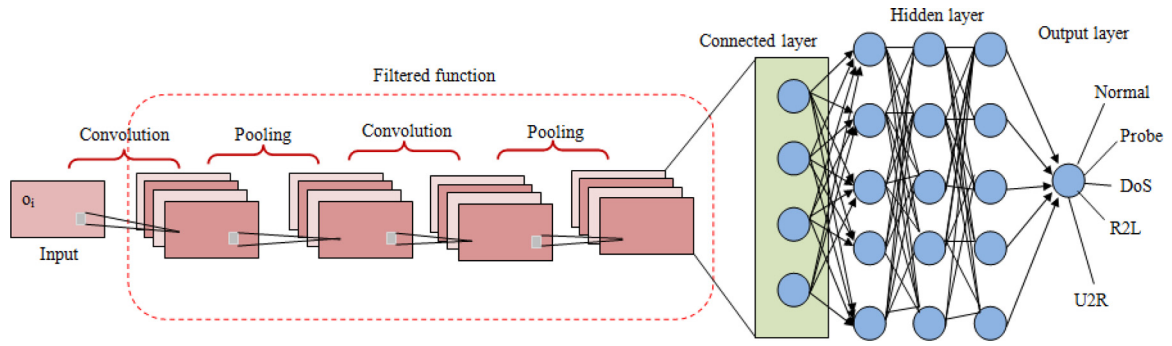 Hidden layer
Output layer
Connected layer
Filtered function
Convolution
Pooling
Convolution
Pooling
oi
Input
Normal
Probe
DoS
R2L
U2R